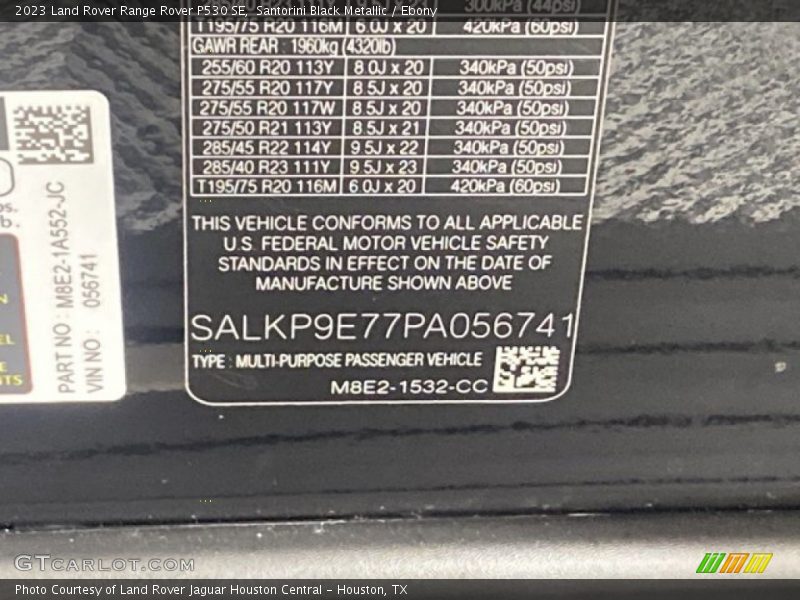 2023 Land Rover Range Rover P530 SE, Santorini Black Metallic / Ebony
300kPa (44psi)
T195/75 R20 116M 6.0J x 20 420kPa (60psi)
GAWR REAR : 1960kg (4320lb)
255/60 R20 113Y 8.0J x 20 340kPa (50psi)
275/55 R20 117Y 8.5J x 20 340kPa (50psi)
275/55 R20 117W 8.5J x 20 340kPa (50psi)
275/50 R21 113Y 8.5J x 21 340kPa (50psi)
285/45 R22 114Y 9.5J x 22 340kPa (50psi)
285/40 R23 111Y 9.5J x 23 340kPa (50psi)
T195/75 R20 116M 6.0J x 20 420kPa (60psi)
THIS VEHICLE CONFORMS TO ALL APPLICABLE
U.S. FEDERAL MOTOR VEHICLE SAFETY
STANDARDS IN EFFECT ON THE DATE OF
MANUFACTURE SHOWN ABOVE
SALKP9E77PA056741
TYPE : MULTI-PURPOSE PASSENGER VEHICLE
M8E2-1532-CC
PART NO : M8E2-1A552-JC
VIN NO : 056741
GTCARLOT.COM
Photo Courtesy of Land Rover Jaguar Houston Central - Houston, TX